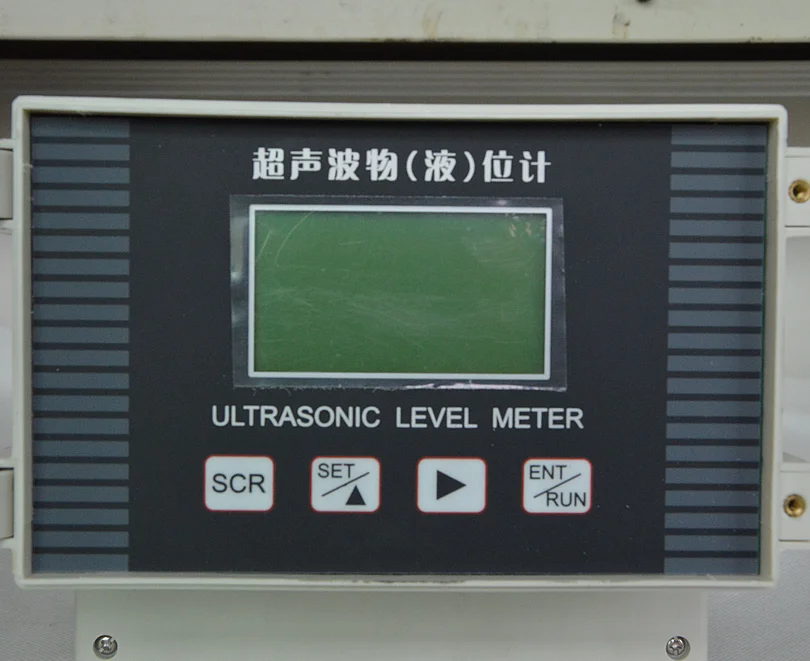 超声波物(液)位计
ULTRASONIC LEVEL METER
SCR SET/▲ ▶ ENT/RUN